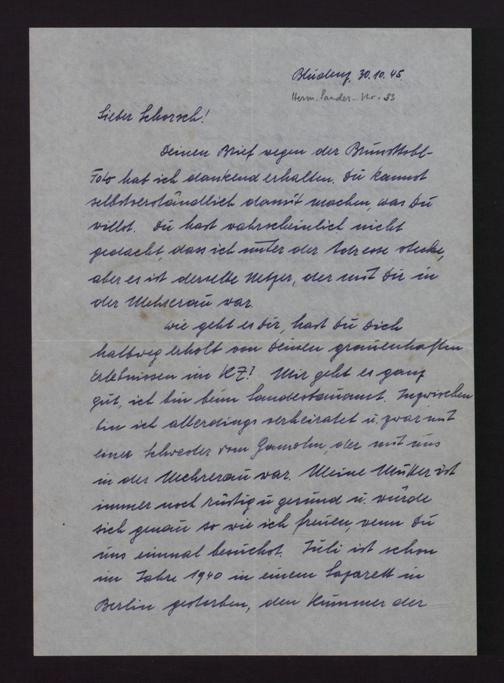 Bludenz, 30.10.45
Herm. Sander-Str. 53
Lieber Schorsch!
Deinen Brief wegen der
Foto hat ich dankend erhalten. Du kannst
selbstverständlich damit machen, was Du
willst. Du hast wahrscheinlich nicht
gedacht, dass ich unter der Adresse stecke,
aber es ist derselbe Netzer, der mit Dir in
der Mehrerau war.
Wie geht es Dir, hast Du Dich
halbweg erholt von Deinen grauenhaften
Erlebnissen im KZ? Mir geht es ganz
gut, ich bin beim Landesbauamt. Inzwischen
bin ich allerdings verheiratet u. zwar mit
einer Schwester vom Gamohn, der mit uns
in der Mehrerau war. Meine Mutter ist
immer noch rüstig u gesund u. würde
sich genau so wie ich freuen, wenn Du
uns einmal besuchst. Juli ist schon
im Jahre 1940 in einem Lazarett in
Berlin gestorben, den Kummer der